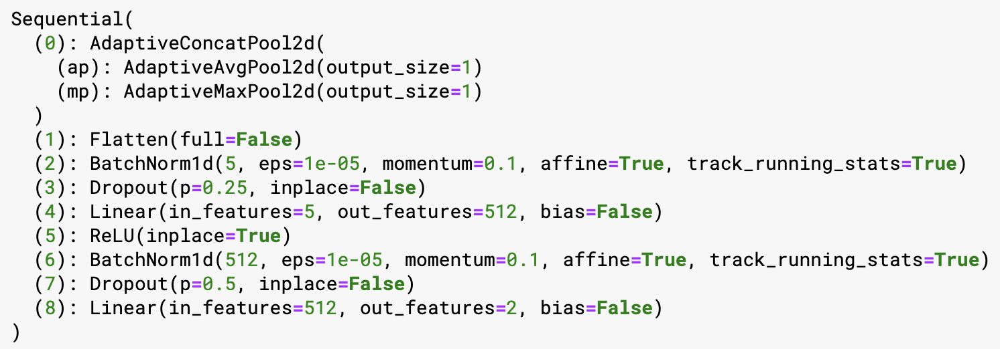 Sequential(
  (0): AdaptiveConcatPool2d(
    (ap): AdaptiveAvgPool2d(output_size=1)
    (mp): AdaptiveMaxPool2d(output_size=1)
  )
  (1): Flatten(full=False)
  (2): BatchNorm1d(5, eps=1e-05, momentum=0.1, affine=True, track_running_stats=True)
  (3): Dropout(p=0.25, inplace=False)
  (4): Linear(in_features=5, out_features=512, bias=False)
  (5): ReLU(inplace=True)
  (6): BatchNorm1d(512, eps=1e-05, momentum=0.1, affine=True, track_running_stats=True)
  (7): Dropout(p=0.5, inplace=False)
  (8): Linear(in_features=512, out_features=2, bias=False)
)